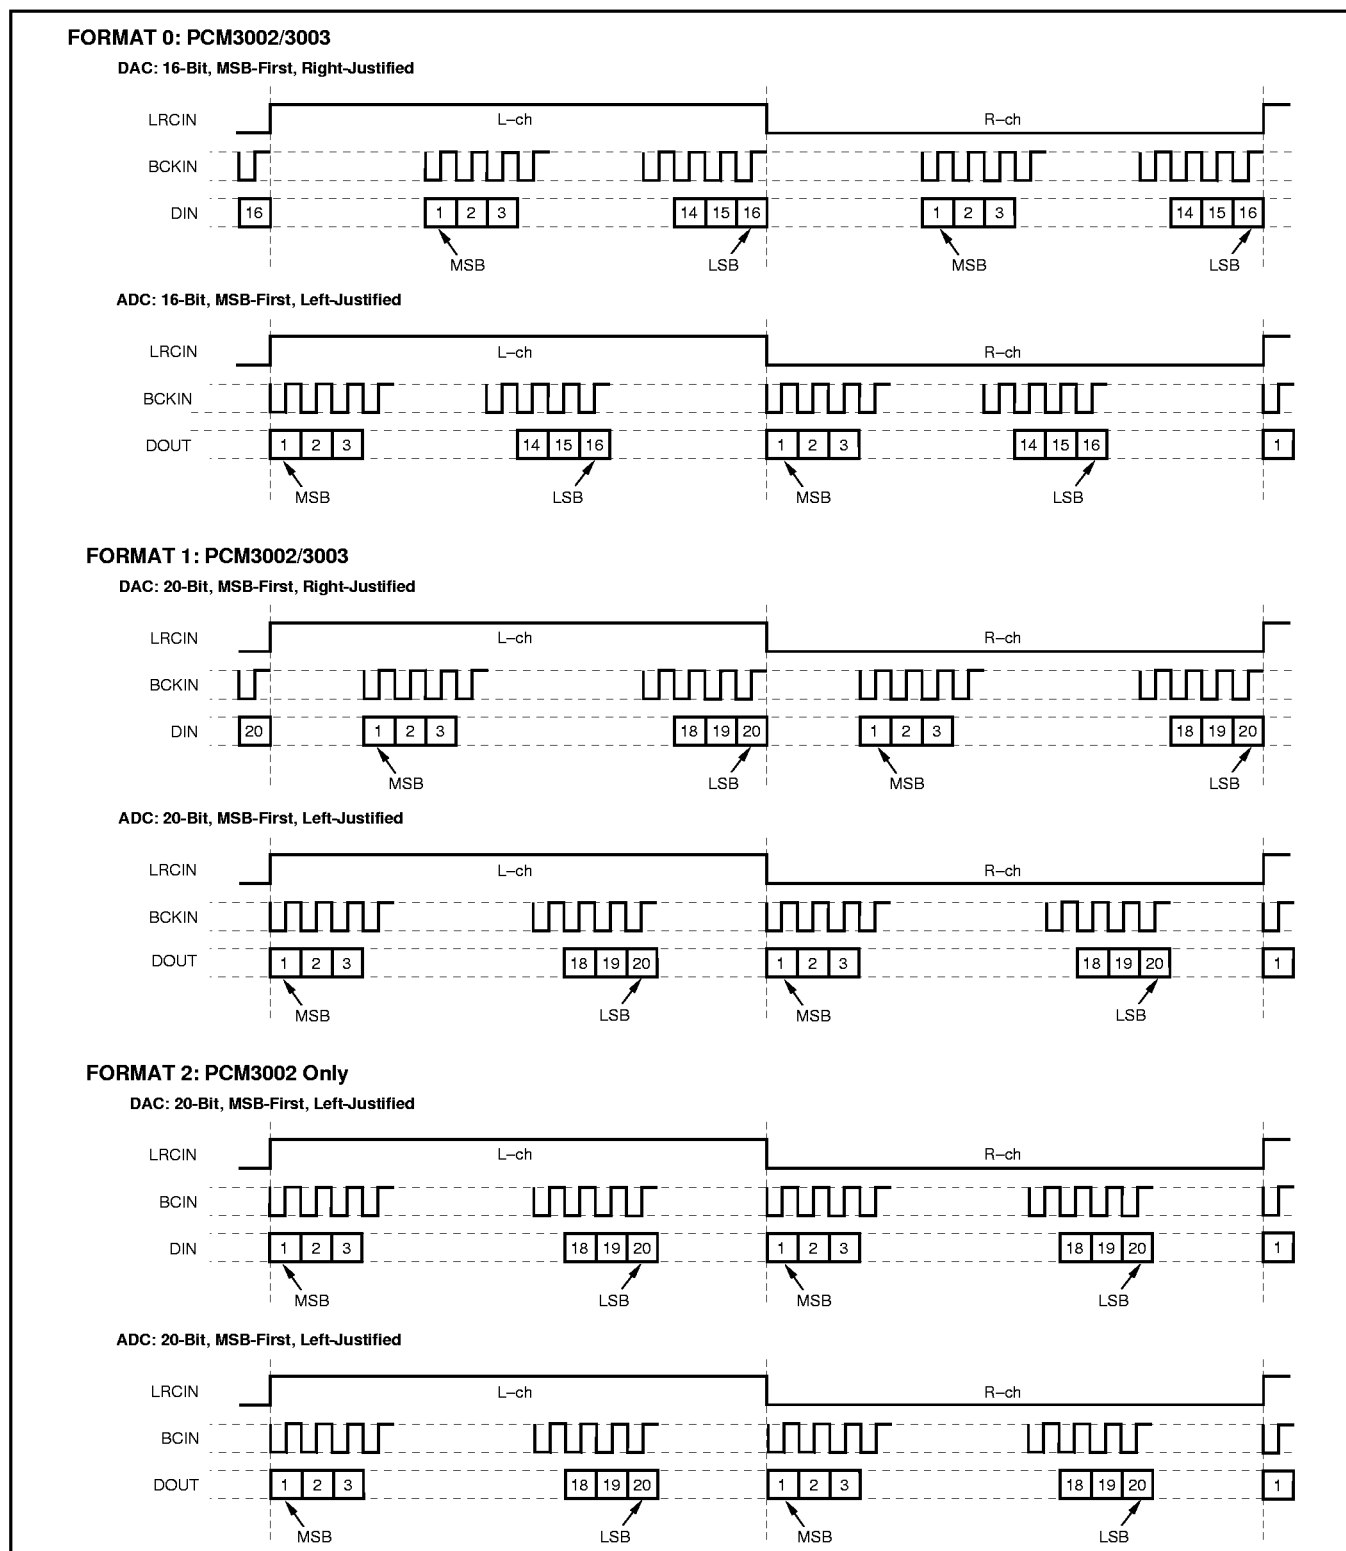 FORMAT 0: PCM3002/3003
DAC: 16-Bit, MSB-First, Right-Justified
LRCIN L–ch R–ch
BCKIN
DIN 16 1 2 3 14 15 16 1 2 3 14 15 16
MSB LSB MSB LSB
ADC: 16-Bit, MSB-First, Left-Justified
LRCIN L–ch R–ch
BCKIN
DOUT 1 2 3 14 15 16 1 2 3 14 15 16 1
MSB LSB MSB LSB
FORMAT 1: PCM3002/3003
DAC: 20-Bit, MSB-First, Right-Justified
LRCIN L–ch R–ch
BCKIN
DIN 20 1 2 3 18 19 20 1 2 3 18 19 20
MSB LSB MSB LSB
ADC: 20-Bit, MSB-First, Left-Justified
LRCIN L–ch R–ch
BCKIN
DOUT 1 2 3 18 19 20 1 2 3 18 19 20 1
MSB LSB MSB LSB
FORMAT 2: PCM3002 Only
DAC: 20-Bit, MSB-First, Left-Justified
LRCIN L–ch R–ch
BCIN
DIN 1 2 3 18 19 20 1 2 3 18 19 20 1
MSB LSB MSB LSB
ADC: 20-Bit, MSB-First, Left-Justified
LRCIN L–ch R–ch
BCIN
DOUT 1 2 3 18 19 20 1 2 3 18 19 20 1
MSB LSB MSB LSB